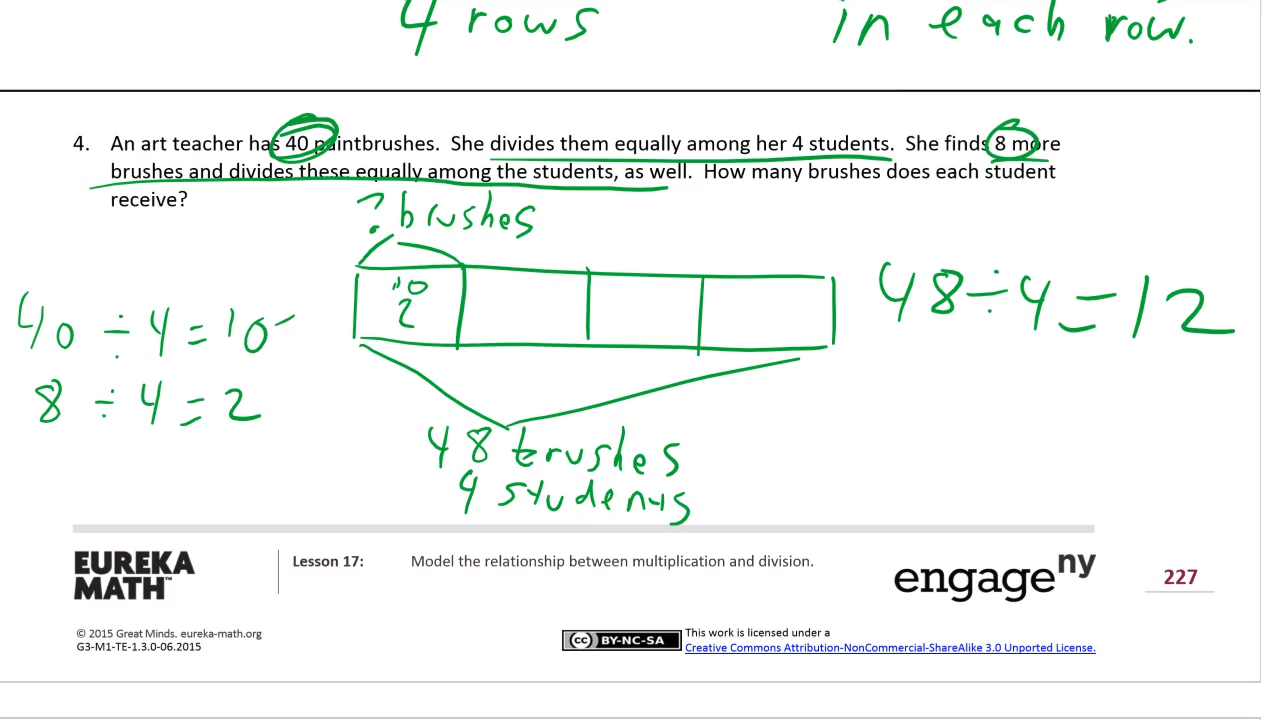 4 rows in each row.
4. An art teacher has 40 paintbrushes. She divides them equally among her 4 students. She finds 8 more
brushes and divides these equally among the students, as well. How many brushes does each student
receive?
? brushes
10
2
48÷4=12
40÷4=10
8÷4=2
48 brushes
4 students
EUREKA
MATH™
Lesson 17: Model the relationship between multiplication and division.
engageny
227
© 2015 Great Minds. eureka-math.org
G3-M1-TE-1.3.0-06.2015
cc BY-NC-SA
This work is licensed under a
Creative Commons Attribution-NonCommercial-ShareAlike 3.0 Unported License.